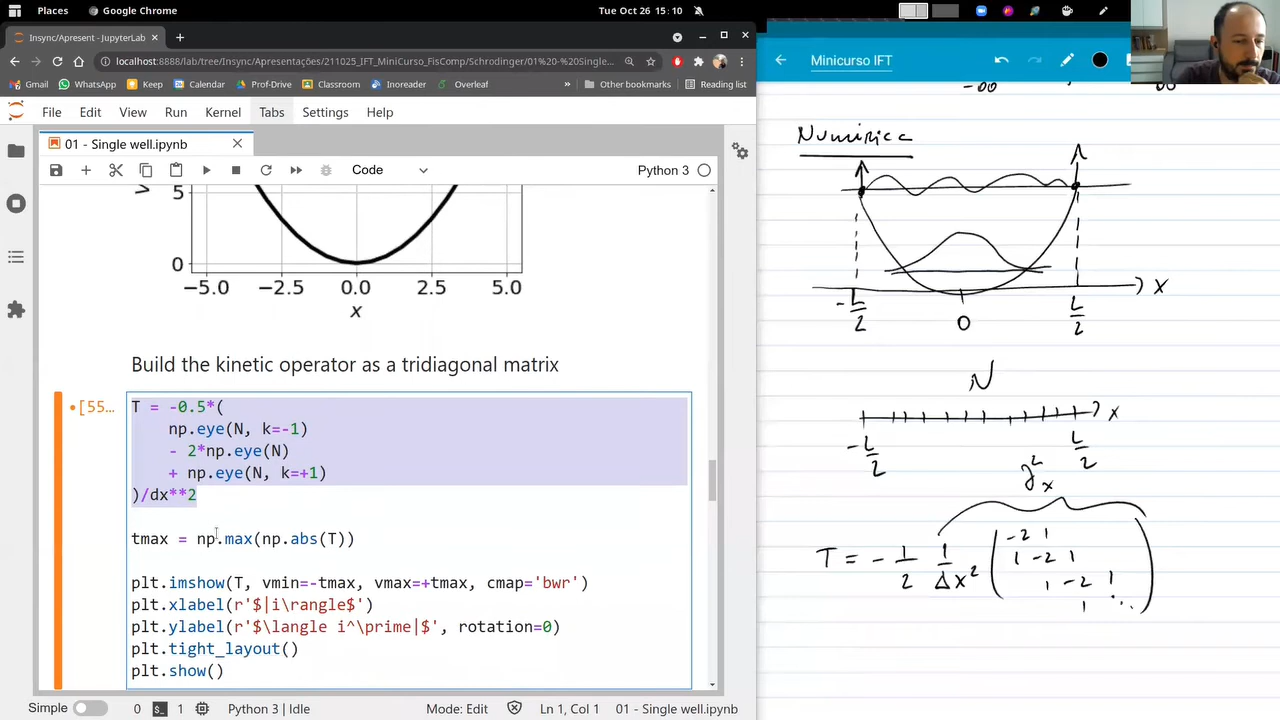 Places
Google Chrome
Tue Oct 26 15:10
Insync/Apresent - JupyterLab
localhost:8888/lab/tree/Insync/Apresentações/211025_IFT_MiniCurso_FisComp/Schrodinger/01%20-%20Single...
Gmail WhatsApp Keep Agenda Prof-Drive Classroom Inoreader Overleaf » Other bookmarks Reading list
File Edit View Run Kernel Tabs Settings Help
01 - Single well.ipynb
Code
Python 3
5
0
−5.0 −2.5 0.0 2.5 5.0
x
Build the kinetic operator as a tridiagonal matrix
[55...
T = -0.5*(
np.eye(N, k=-1)
- 2*np.eye(N)
+ np.eye(N, k=+1)
)/dx**2
tmax = np.max(np.abs(T))
plt.imshow(T, vmin=-tmax, vmax=+tmax, cmap='bwr')
plt.xlabel(r'$|i\rangle$')
plt.ylabel(r'$\langle i^\prime|$', rotation=0)
plt.tight_layout()
plt.show()
Simple 0 1 Python 3 | Idle Mode: Edit Ln 1, Col 1 01 - Single well.ipynb
Minicurso IFT
-∞ ∞
Numérica
x
-L/2 0 L/2
N
x
-L/2 L/2
∂²x
T = - 1/2 1/Δx² (
-2 1
1 -2 1
1 -2 1
1 ⋱
)